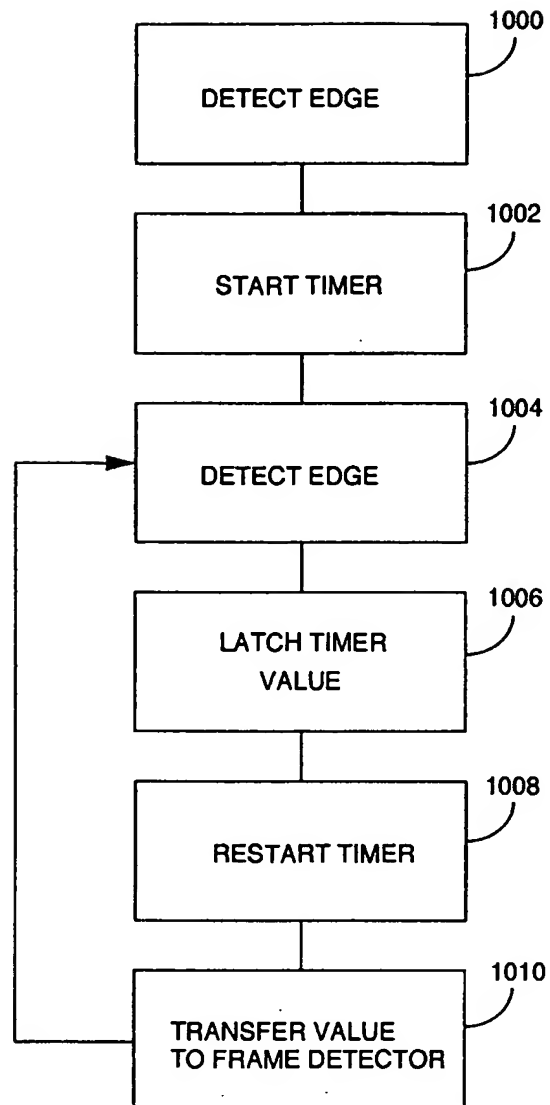 1000
DETECT EDGE
1002
START TIMER
1004
DETECT EDGE
1006
LATCH TIMER
VALUE
1008
RESTART TIMER
1010
TRANSFER VALUE
TO FRAME DETECTOR